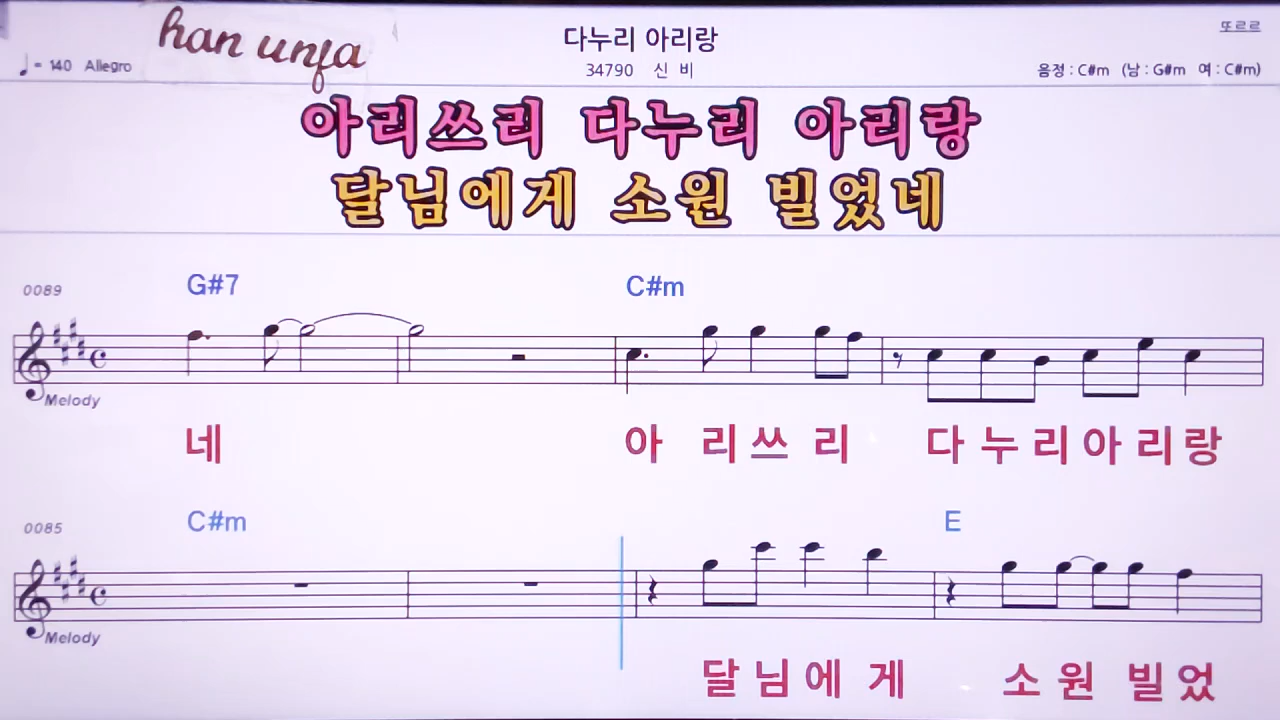 han unfa
다누리 아리랑
또르르
♩= 140 Allegro
34790 신 비
음정 : C#m (남 : G#m 여 : C#m)
아리쓰리 다누리 아리랑
달님에게 소원 빌었네
0089 G#7 C#m
Melody
네 아 리 쓰 리 다 누 리 아 리 랑
0085 C#m E
Melody
달 님 에 게 소 원 빌 었